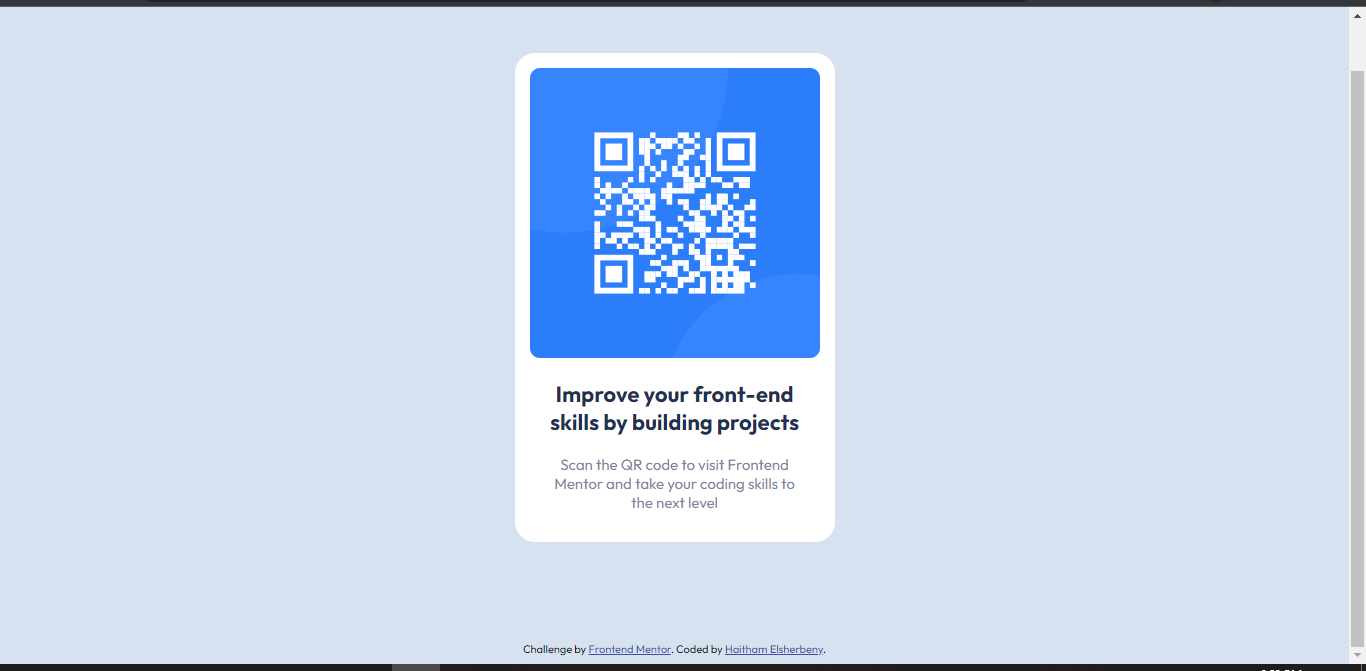 Improve your front-end
skills by building projects
Scan the QR code to visit Frontend
Mentor and take your coding skills to
the next level
Challenge by Frontend Mentor. Coded by Haitham Elsherbeny.